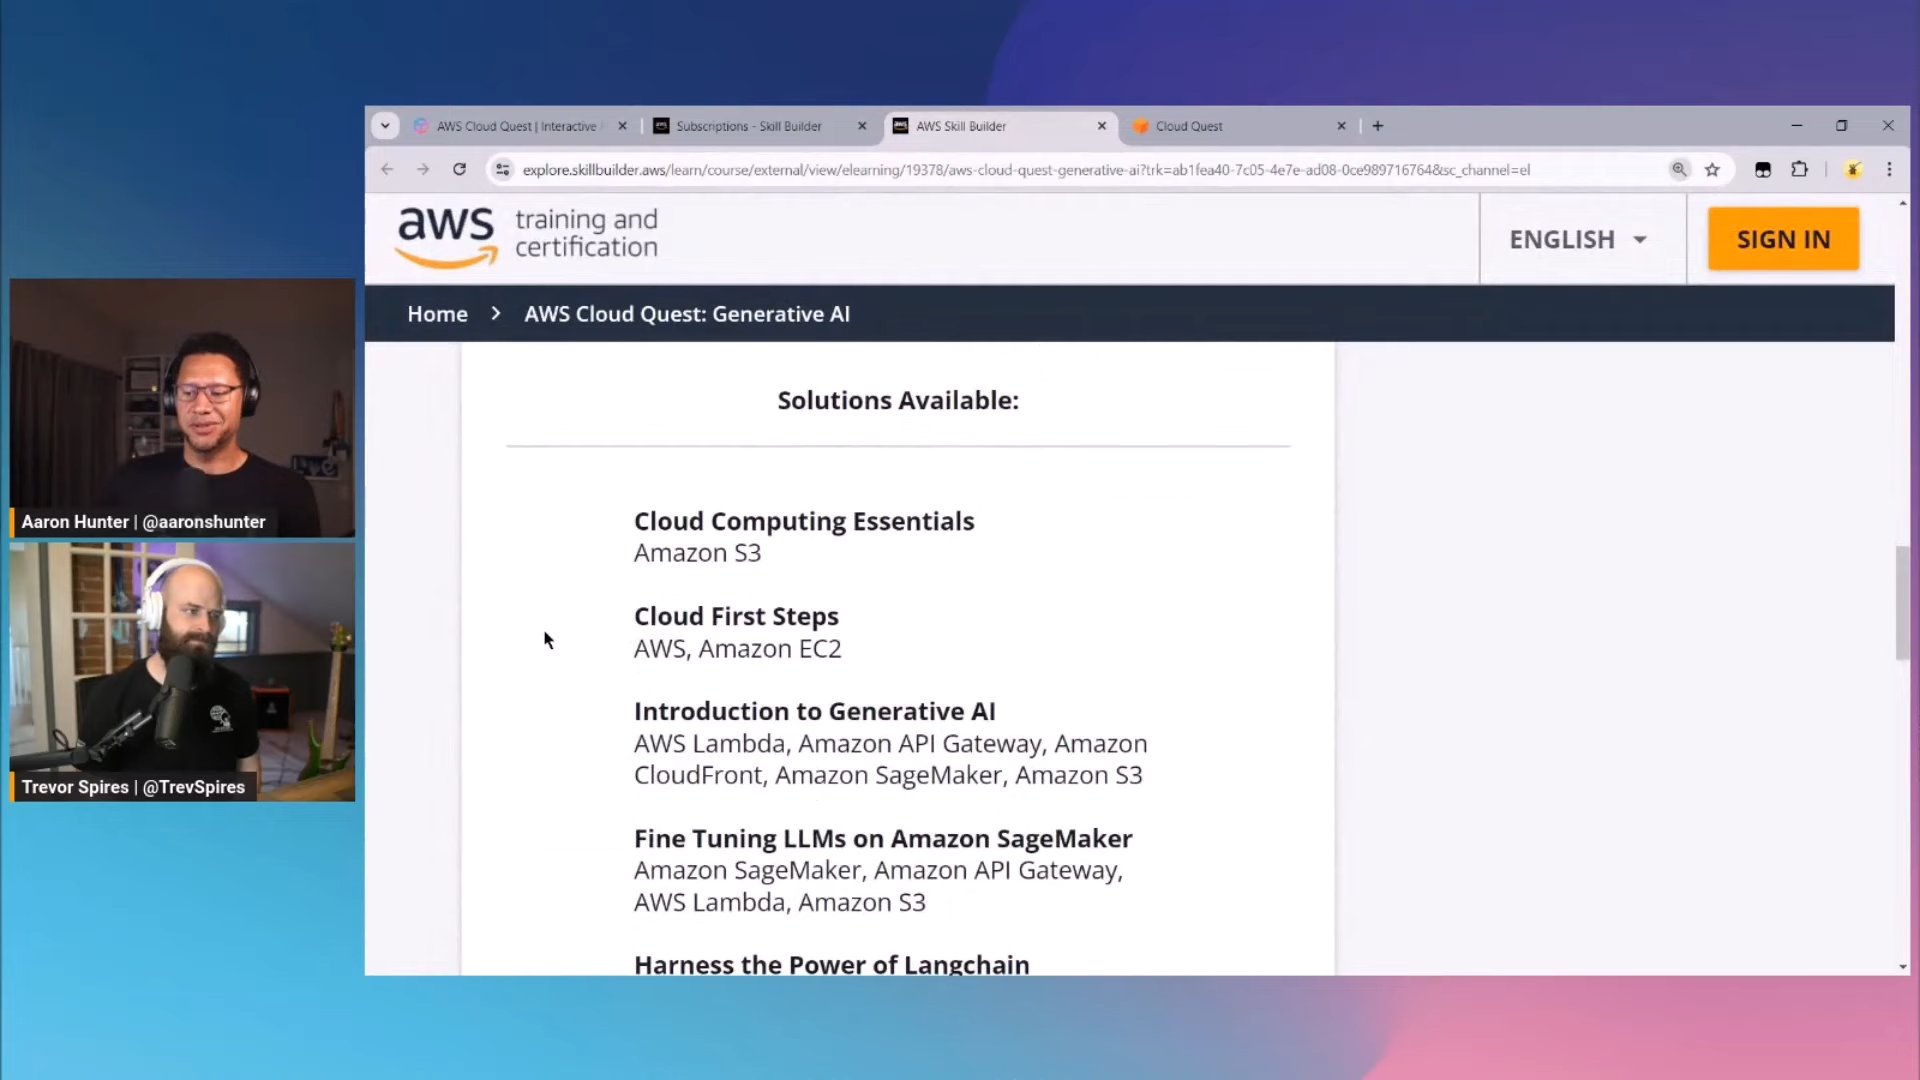 AWS Cloud Quest | Interactive
Subscriptions - Skill Builder
AWS Skill Builder
Cloud Quest
explore.skillbuilder.aws/learn/course/external/view/elearning/19378/aws-cloud-quest-generative-ai?trk=ab1fea40-7c05-4e7e-ad08-0ce989716764&sc_channel=el
aws training and
certification
ENGLISH
SIGN IN
Home > AWS Cloud Quest: Generative AI
Solutions Available:
Cloud Computing Essentials
Amazon S3
Cloud First Steps
AWS, Amazon EC2
Introduction to Generative AI
AWS Lambda, Amazon API Gateway, Amazon
CloudFront, Amazon SageMaker, Amazon S3
Fine Tuning LLMs on Amazon SageMaker
Amazon SageMaker, Amazon API Gateway,
AWS Lambda, Amazon S3
Harness the Power of Langchain
Aaron Hunter | @aaronshunter
Trevor Spires | @TrevSpires